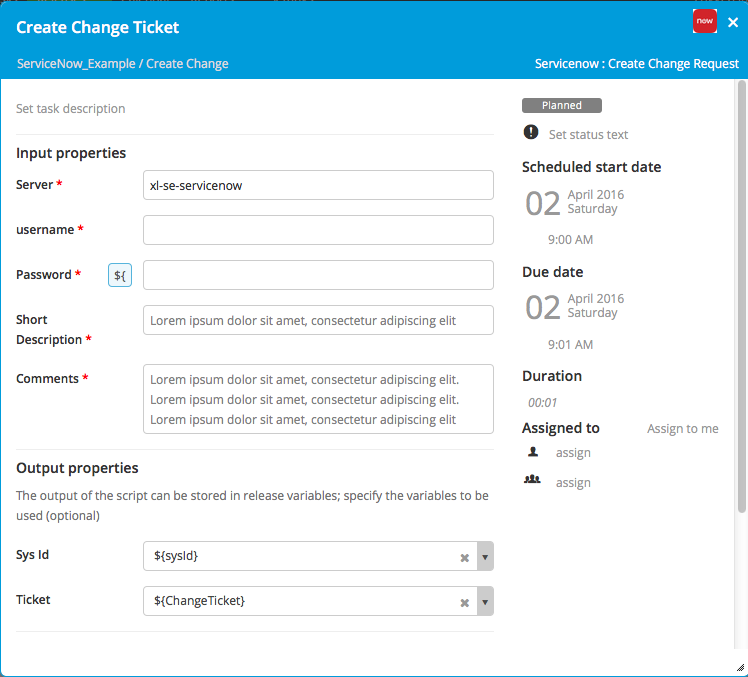 Create Change Ticket
now
ServiceNow_Example / Create Change
Servicenow : Create Change Request
Set task description
Input properties
Server *
xl-se-servicenow
username *
Password *
${
Short
Description *
Lorem ipsum dolor sit amet, consectetur adipiscing elit
Comments *
Lorem ipsum dolor sit amet, consectetur adipiscing elit.
Lorem ipsum dolor sit amet, consectetur adipiscing elit.
Lorem ipsum dolor sit amet, consectetur adipiscing elit
Output properties
The output of the script can be stored in release variables; specify the variables to be
used (optional)
Sys Id
${sysId}
Ticket
${ChangeTicket}
Planned
Set status text
Scheduled start date
02
April 2016
Saturday
9:00 AM
Due date
02
April 2016
Saturday
9:01 AM
Duration
00:01
Assigned to
Assign to me
assign
assign